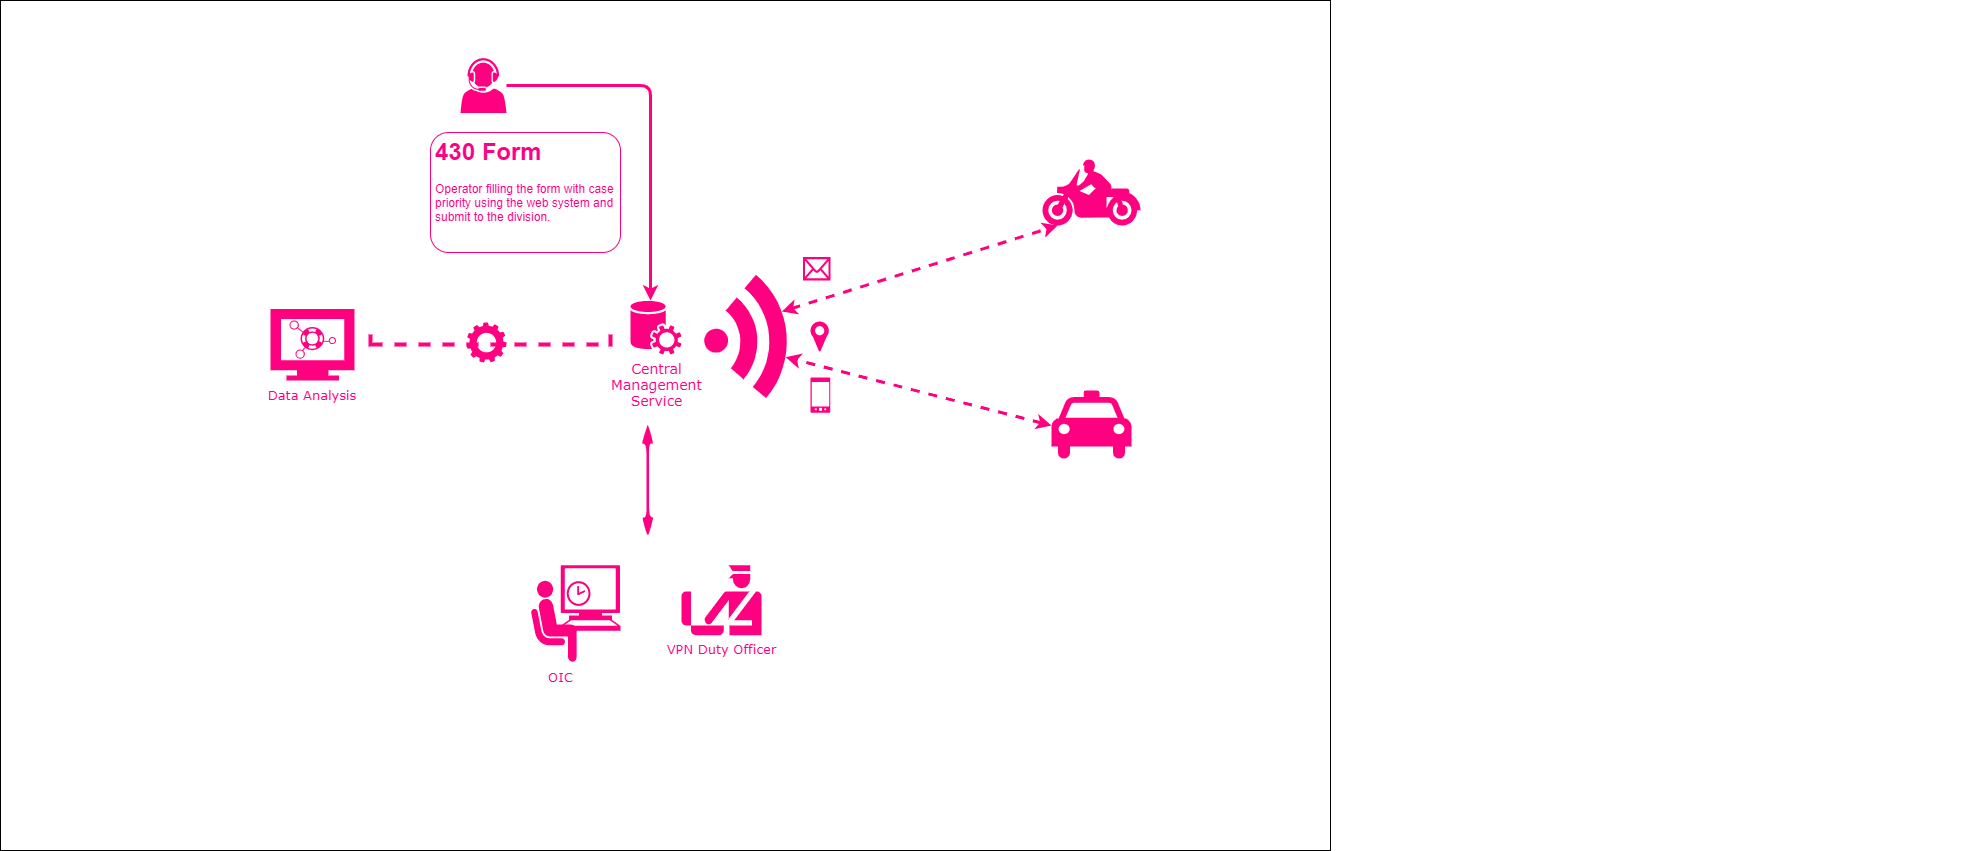 430 Form
Operator filling the form with case
priority using the web system and
submit to the division.
Data Analysis
Central
Management
Service
OIC
VPN Duty Officer